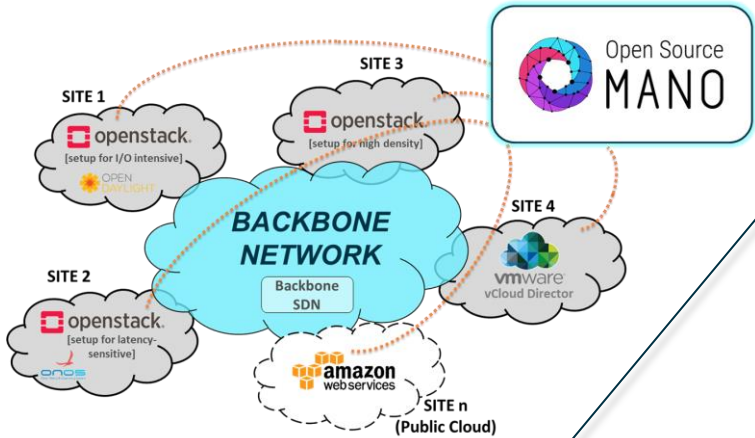 Open Source
MANO
SITE 3
openstack.
[setup for high density]
SITE 1
openstack.
[setup for I/O intensive]
OPEN
DAYLIGHT
BACKBONE
NETWORK
Backbone
SDN
SITE 4
vmware
vCloud Director
SITE 2
openstack.
[setup for latency-
sensitive]
onos
amazon
webservices
SITE n
(Public Cloud)